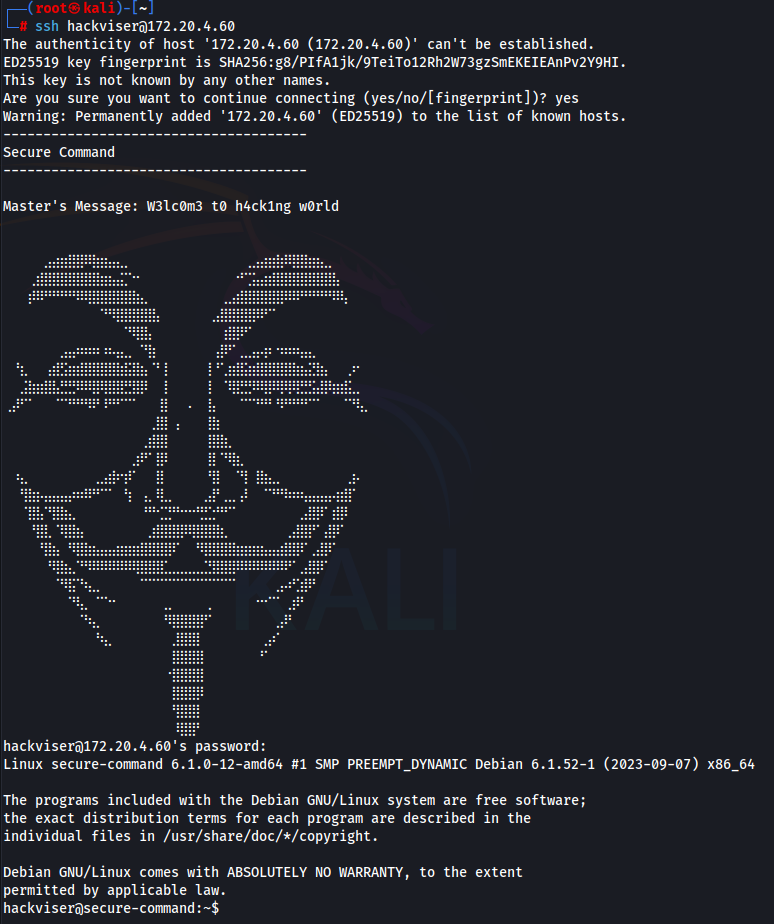 (root㉿kali)-[~]
# ssh hackviser@172.20.4.60
The authenticity of host '172.20.4.60 (172.20.4.60)' can't be established.
ED25519 key fingerprint is SHA256:g8/PIfA1jk/9TeiTo12Rh2W73gzSmEKEIEAnPv2Y9HI.
This key is not known by any other names.
Are you sure you want to continue connecting (yes/no/[fingerprint])? yes
Warning: Permanently added '172.20.4.60' (ED25519) to the list of known hosts.
--------------------------------------
Secure Command
--------------------------------------
Master's Message: W3lc0m3 t0 h4ck1ng w0rld
KALI
hackviser@172.20.4.60's password:
Linux secure-command 6.1.0-12-amd64 #1 SMP PREEMPT_DYNAMIC Debian 6.1.52-1 (2023-09-07) x86_64
The programs included with the Debian GNU/Linux system are free software;
the exact distribution terms for each program are described in the
individual files in /usr/share/doc/*/copyright.
Debian GNU/Linux comes with ABSOLUTELY NO WARRANTY, to the extent
permitted by applicable law.
hackviser@secure-command:~$